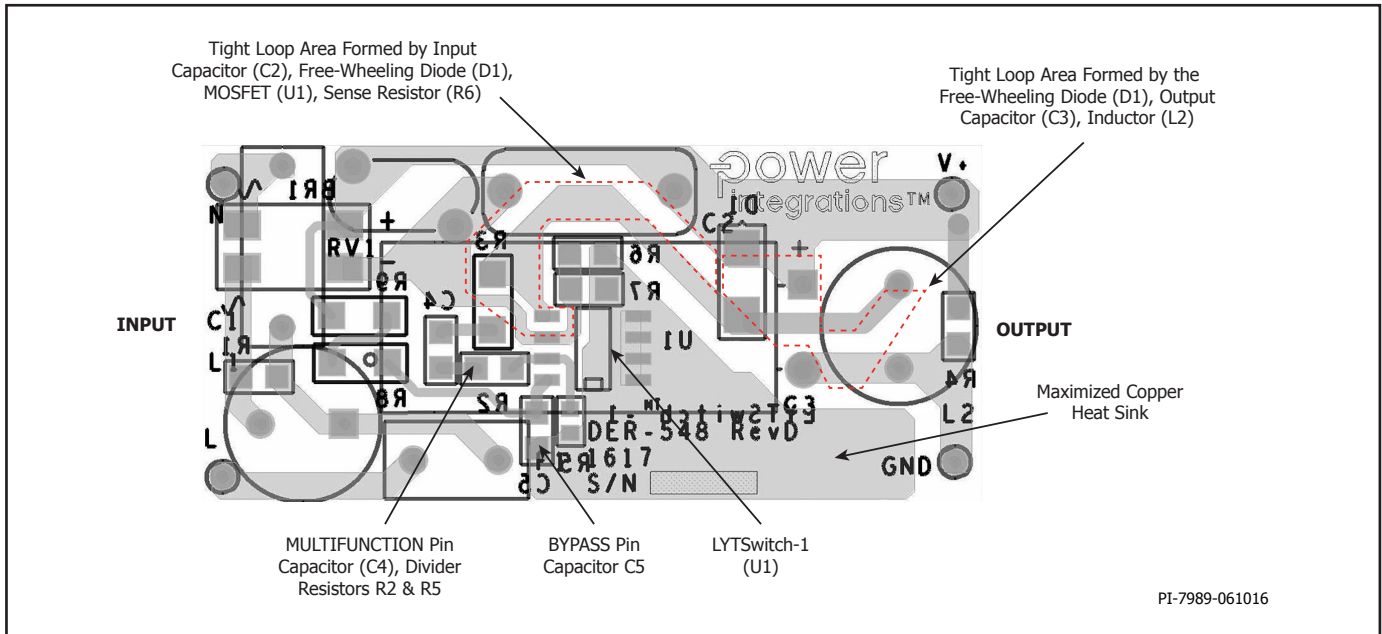 Tight Loop Area Formed by Input
Capacitor (C2), Free-Wheeling Diode (D1),
MOSFET (U1), Sense Resistor (R6)
Tight Loop Area Formed by the
Free-Wheeling Diode (D1), Output
Capacitor (C3), Inductor (L2)
power
integrations™
V+
N
BR1
RV1
+
-
R3
R6
R7
C2
D1
+
-
-
R9
C4
C1
R1
L1
R8
R2
U1
R4
L2
INPUT
OUTPUT
Maximized Copper
Heat Sink
C3
LYTSwitch™-1
DER-548 RevD
1617
S/N
C5
L
GND
MULTIFUNCTION Pin
Capacitor (C4), Divider
Resistors R2 & R5
BYPASS Pin
Capacitor C5
LYTSwitch-1
(U1)
PI-7989-061016